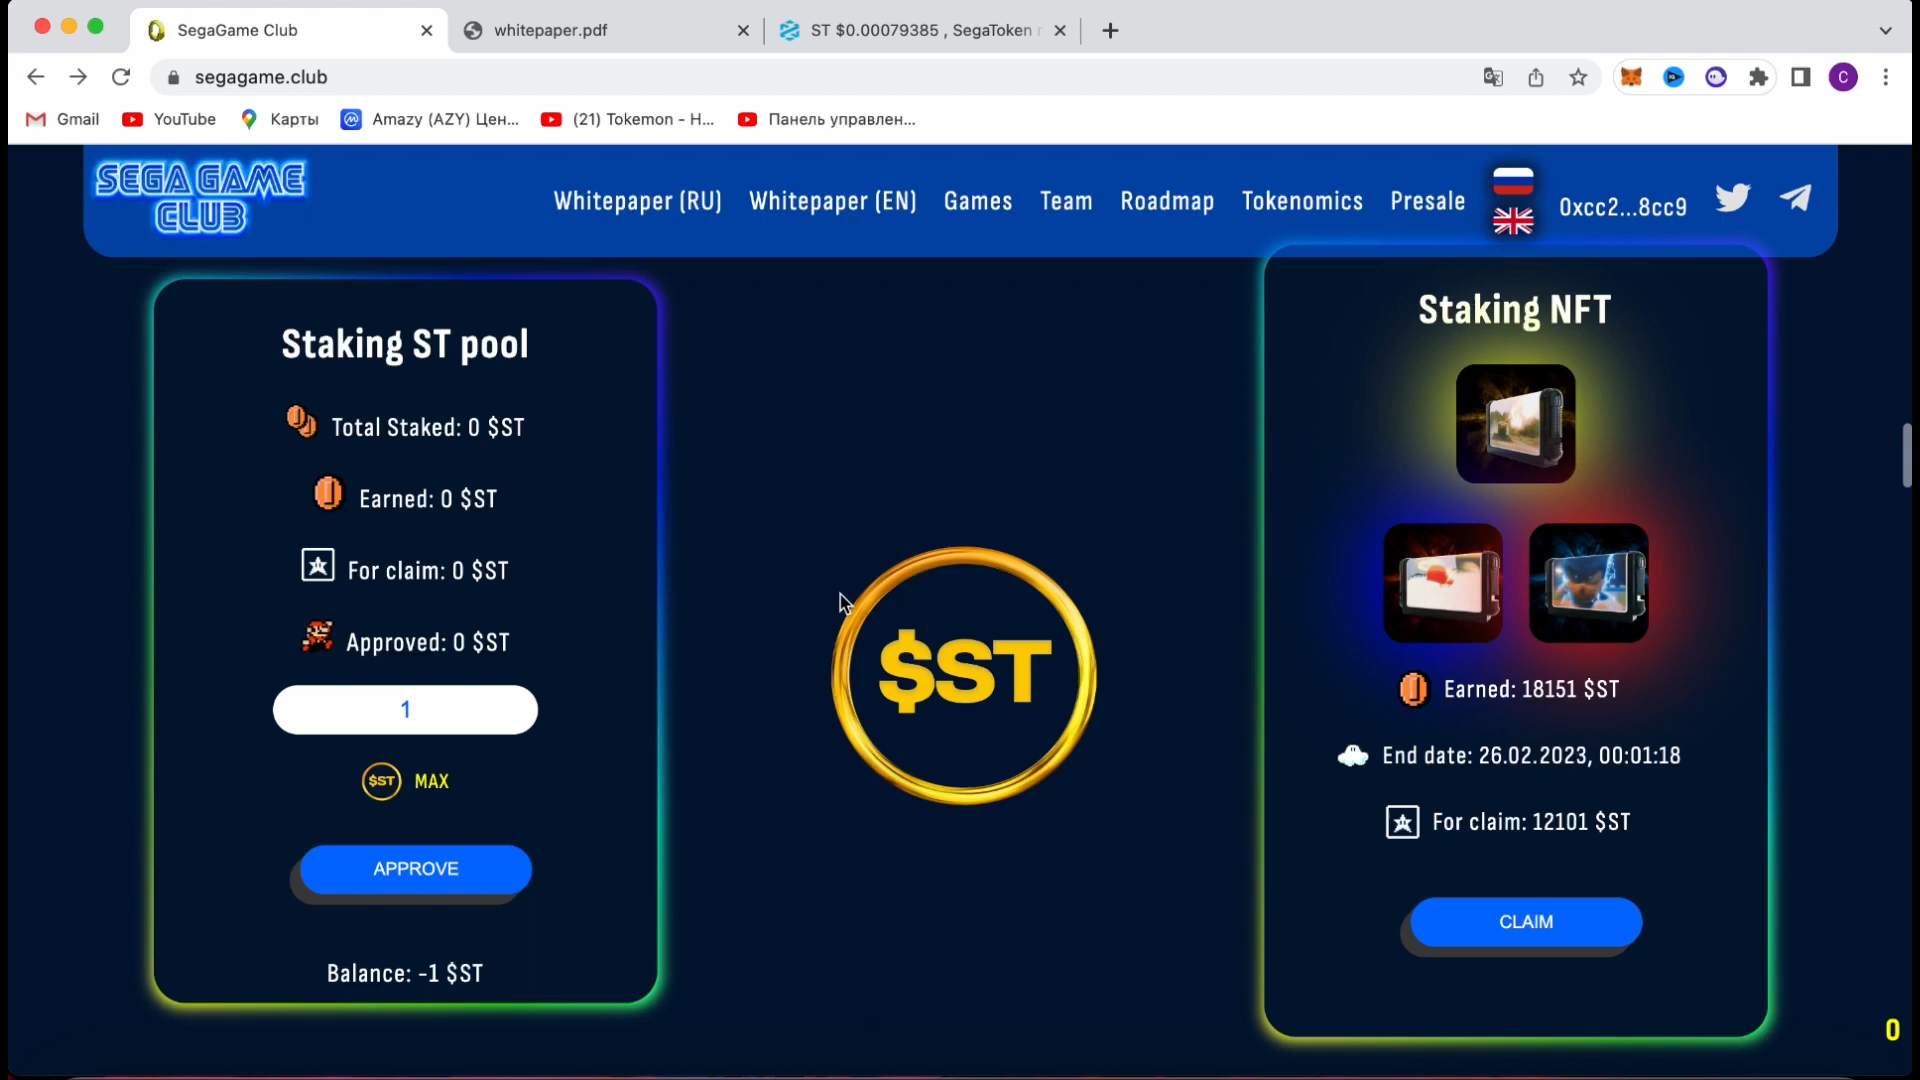 SegaGame Club
whitepaper.pdf
ST $0.00079385 , SegaToken
segagame.club
C
Gmail
YouTube
Карты
Amazy (AZY) Цен...
(21) Tokemon - Н...
Панель управлен...
SEGA GAME
CLUB
Whitepaper (RU)
Whitepaper (EN)
Games
Team
Roadmap
Tokenomics
Presale
0xcc2...8cc9
Staking ST pool
Total Staked: 0 $ST
Earned: 0 $ST
For claim: 0 $ST
Approved: 0 $ST
1
$ST MAX
APPROVE
Balance: -1 $ST
$ST
Staking NFT
Earned: 18151 $ST
End date: 26.02.2023, 00:01:18
For claim: 12101 $ST
CLAIM
0